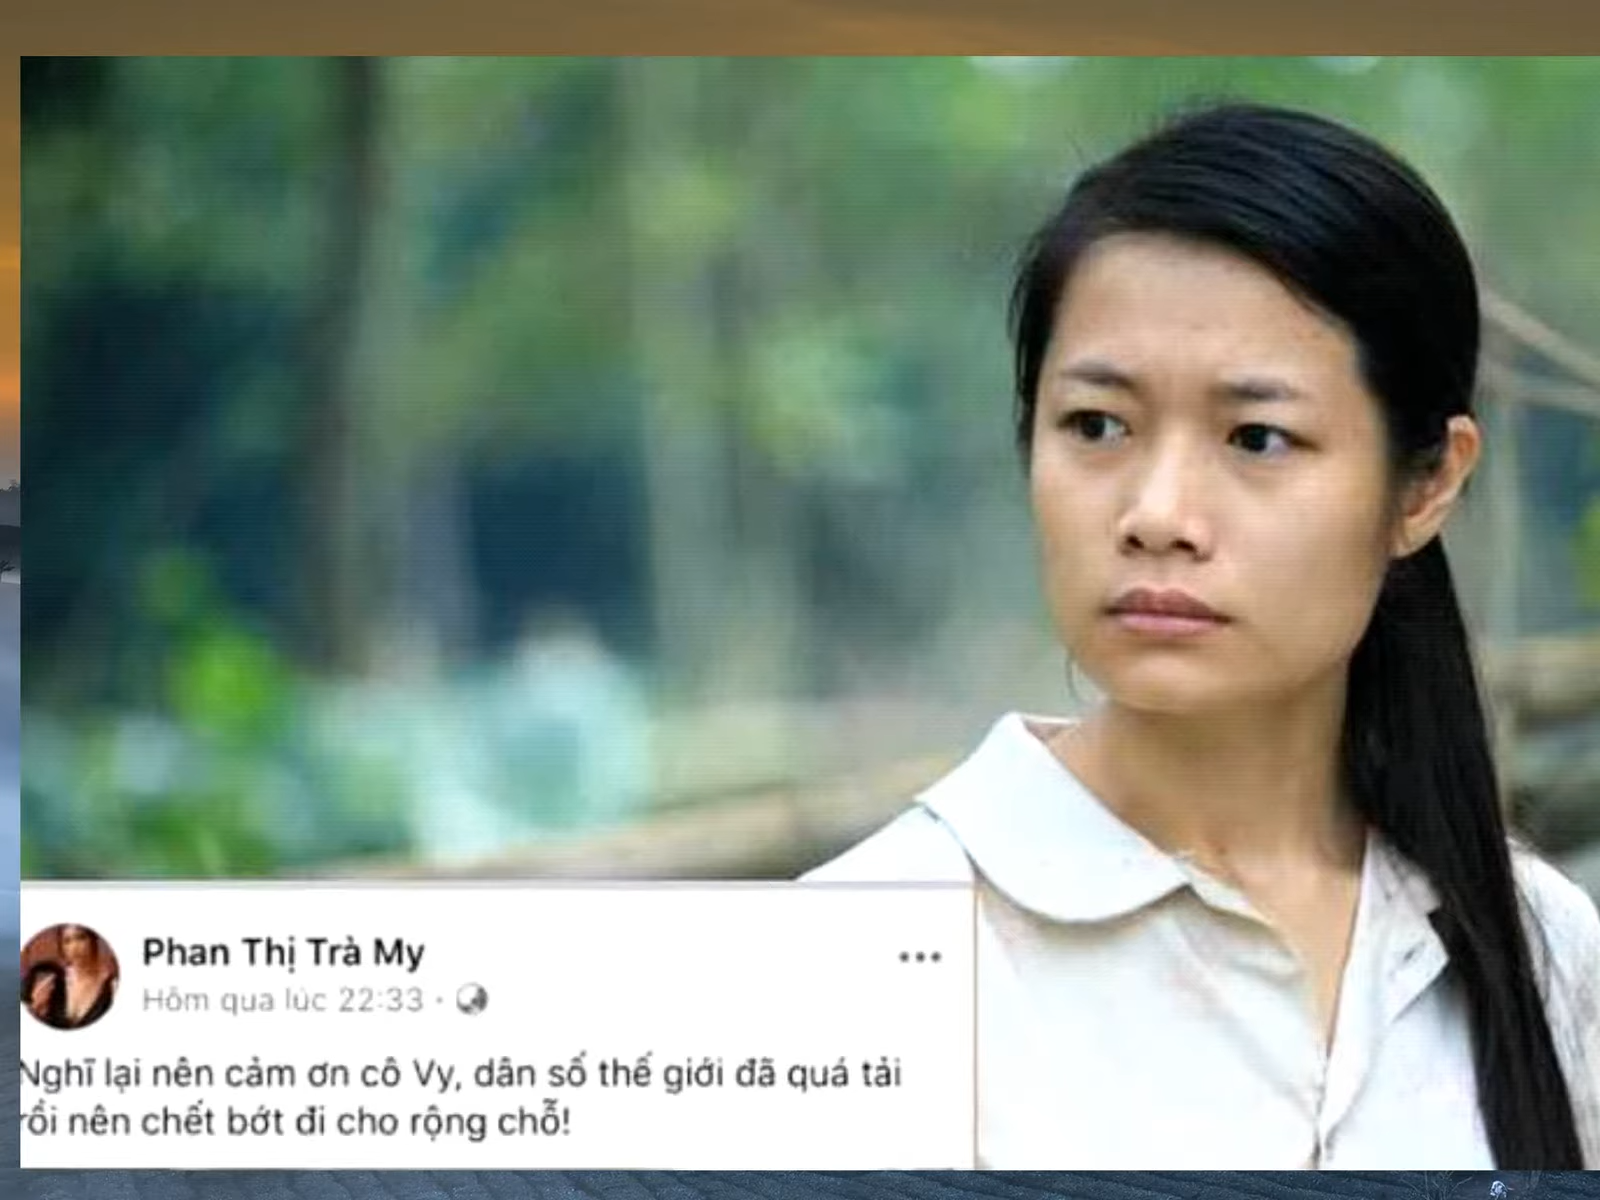 Phan Thị Trà My
Hôm qua lúc 22:33 ·
Nghĩ lại nên cảm ơn cô Vy, dân số thế giới đã quá tải
rồi nên chết bớt đi cho rộng chỗ!